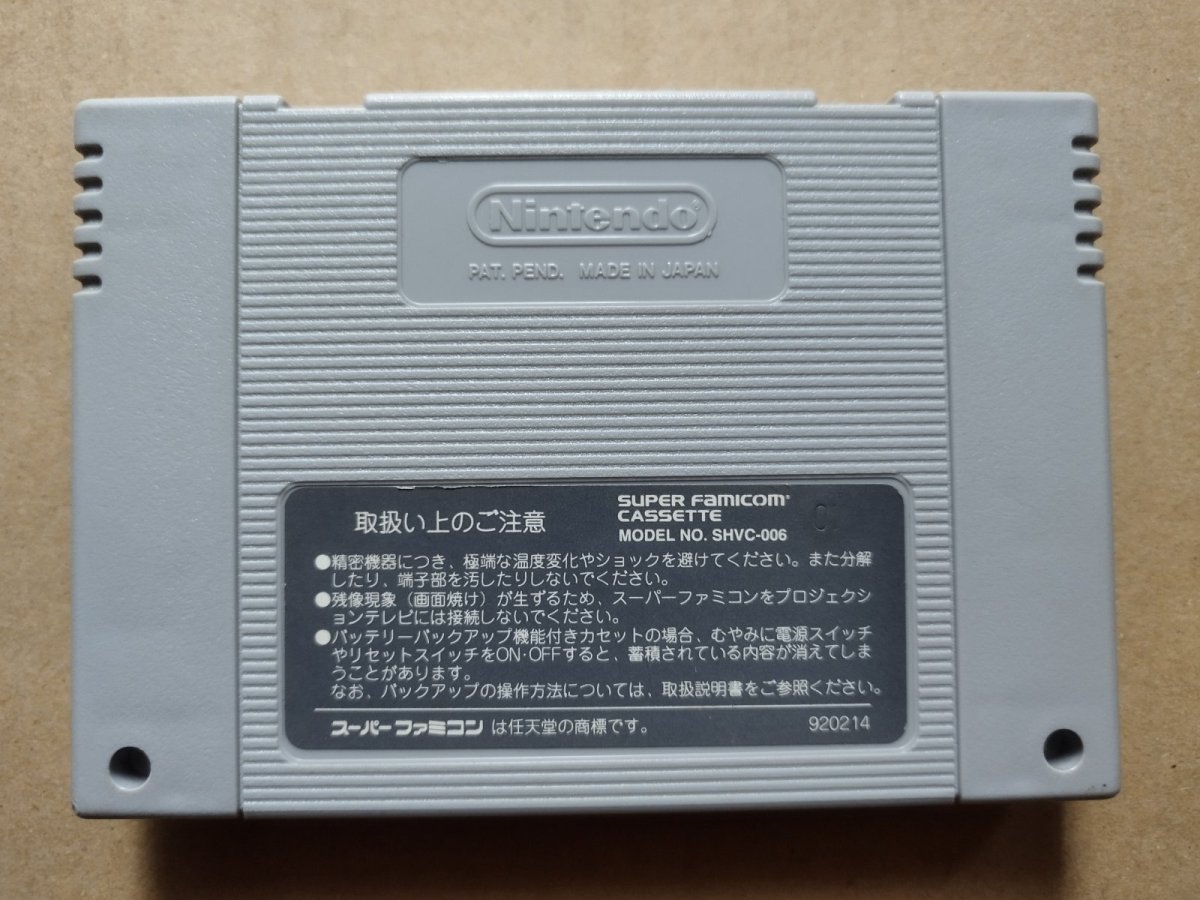 Nintendo®
PAT. PEND. MADE IN JAPAN
取扱い上のご注意
SUPER FAMICOM®
CASSETTE
MODEL NO. SHVC-006
●精密機器につき、極端な温度変化やショックを避けてください。また分解
したり、端子部を汚したりしないでください。
●残像現象（画面焼け）が生ずるため、スーパーファミコンをプロジェクシ
ョンテレビには接続しないでください。
●バッテリーバックアップ機能付きカセットの場合、むやみに電源スイッチ
やリセットスイッチをON・OFFすると、蓄積されている内容が消えてしま
うことがあります。
なお、バックアップの操作方法については、取扱説明書をご参照ください。
スーパーファミコン は任天堂の商標です。 920214